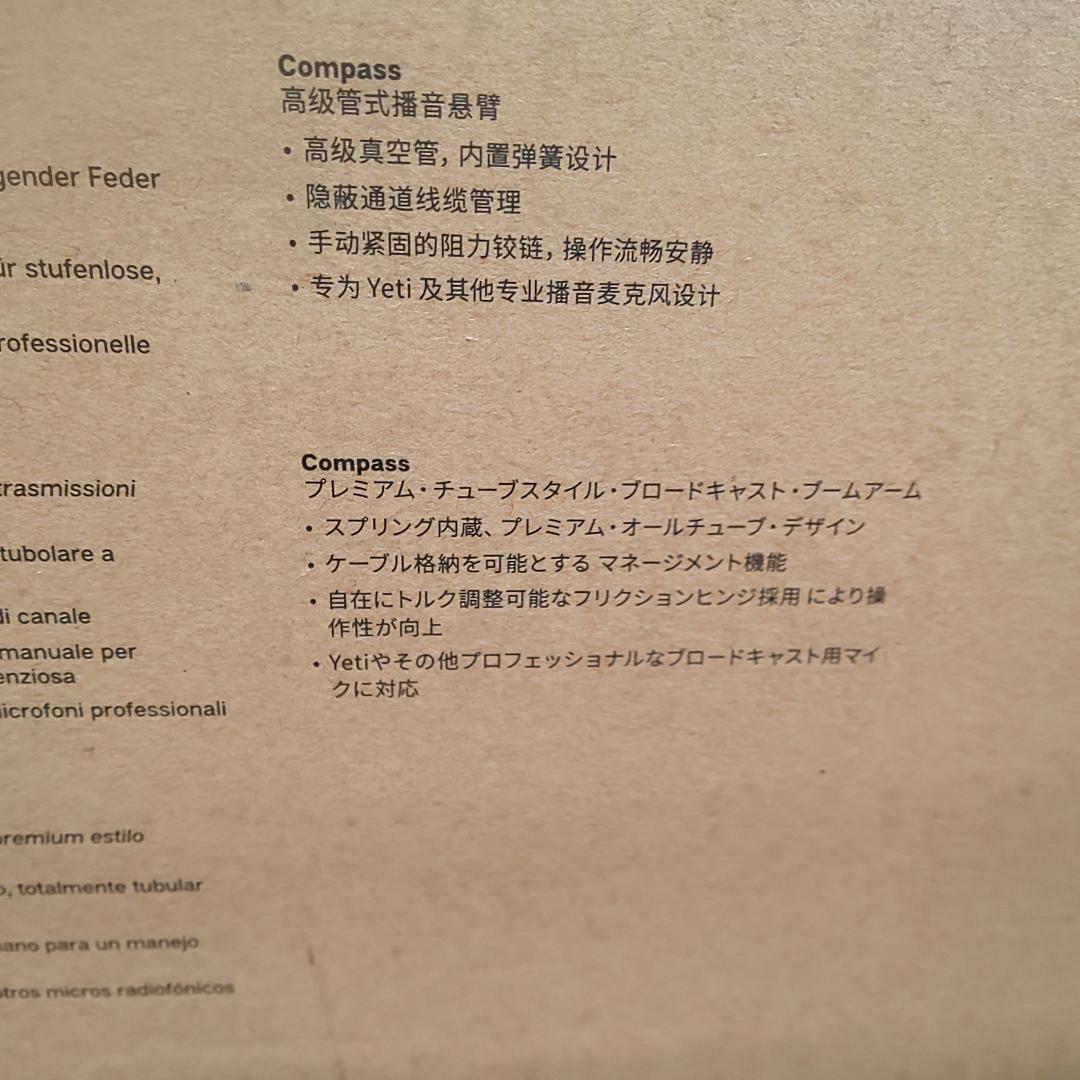 gender Feder
ür stufenlose,
rofessionelle
trasmissioni
tubolare a
di canale
manuale per
enziosa
icrofoni professionali
premium estilo
o, totalmente tubular
ano para un manejo
otros micros radiofónicos
Compass
高级管式播音悬臂
• 高级真空管, 内置弹簧设计
• 隐蔽通道线缆管理
• 手动紧固的阻力铰链, 操作流畅安静
• 专为 Yeti 及其他专业播音麦克风设计
Compass
プレミアム・チューブスタイル・ブロードキャスト・ブームアーム
• スプリング内蔵、プレミアム・オールチューブ・デザイン
• ケーブル格納を可能とする マネージメント機能
• 自在にトルク調整可能なフリクションヒンジ採用 により操
作性が向上
• Yetiやその他プロフェッショナルなブロードキャスト用マイ
クに対応